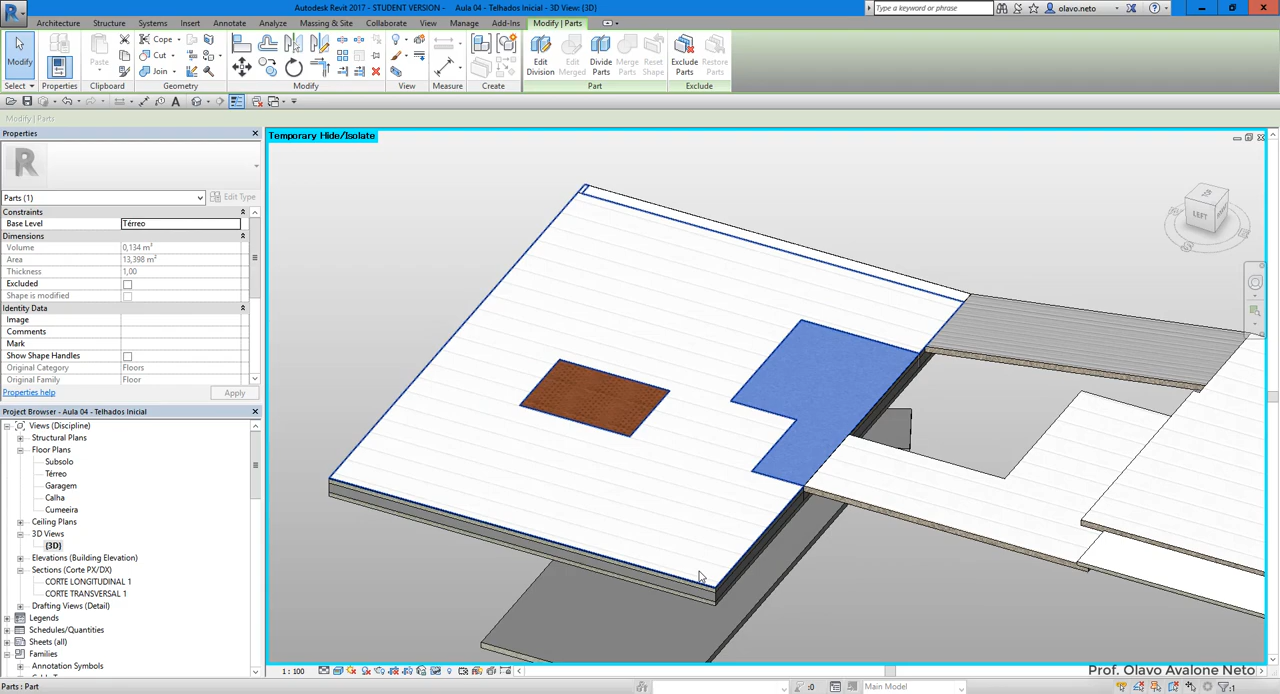 Autodesk Revit 2017 - STUDENT VERSION - Aula 04 - Telhados Inicial - 3D View: {3D}
Type a keyword or phrase
olavo.neto
Architecture Structure Systems Insert Annotate Analyze Massing & Site Collaborate View Manage Add-Ins Modify | Parts
Modify
Paste
Cope
Cut
Join
Edit Division
Edit Merged
Divide Parts
Merge Parts
Reset Shape
Exclude Parts
Restore Parts
Select Properties Clipboard Geometry Modify View Measure Create Part Exclude
Modify | Parts
Properties
Parts (1)
Edit Type
Constraints
Base Level Térreo
Dimensions
Volume 0,134 m³
Area 13,398 m²
Thickness 1,00
Excluded
Shape is modified
Identity Data
Image
Comments
Mark
Show Shape Handles
Original Category Floors
Original Family Floor
Properties help
Apply
Project Browser - Aula 04 - Telhados Inicial
Views (Discipline)
Structural Plans
Floor Plans
Subsolo
Térreo
Garagem
Calha
Cumeeira
Ceiling Plans
3D Views
{3D}
Elevations (Building Elevation)
Sections (Corte PX/DX)
CORTE LONGITUDINAL 1
CORTE TRANSVERSAL 1
Drafting Views (Detail)
Legends
Schedules/Quantities
Sheets (all)
Families
Annotation Symbols
Temporary Hide/Isolate
LEFT
1 : 100
Prof. Olavo Avalone Neto
Parts : Part
:0
Main Model
:1